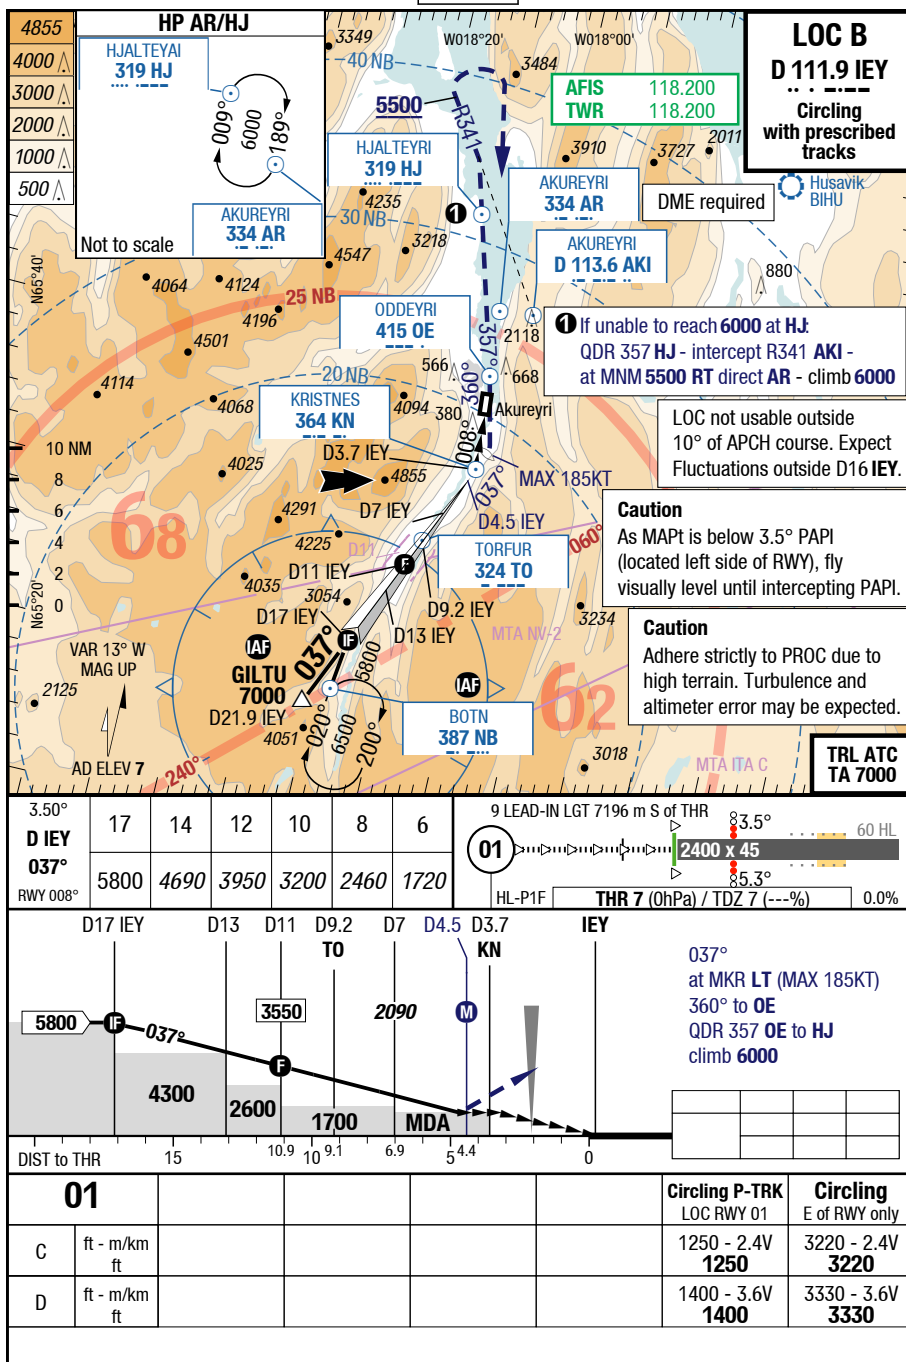 4855
4000
3000
2000
1000
500
HP AR/HJ
HJALTEYAI
319 HJ
009°
6000
189°
AKUREYRI
334 AR
Not to scale
3349
W018°20'
W018°00'
40 NB
3484
5500
R341
AFIS 118.200
TWR 118.200
LOC B
D 111.9 IEY
Circling
with prescribed
tracks
HJALTEYRI
319 HJ
4235
30 NB
1
3910
3727
2011
AKUREYRI
334 AR
DME required
Husavik
BIHU
3218
4547
AKUREYRI
D 113.6 AKI
880
N65°40'
4064
4124
25 NB
4196
4501
ODDEYRI
415 OE
357°
2118
1 If unable to reach 6000 at HJ:
QDR 357 HJ - intercept R341 AKI -
at MNM 5500 RT direct AR - climb 6000
4114
20 NB
566
360°
668
4068
KRISTNES
364 KN
4094
380
Akureyri
008°
LOC not usable outside
10° of APCH course. Expect
Fluctuations outside D16 IEY.
10 NM
8
6
4
2
0
4025
D3.7 IEY
4855
037°
MAX 185KT
D7 IEY
D4.5 IEY
68
4291
4225
D11
060°
Caution
As MAPt is below 3.5° PAPI
(located left side of RWY), fly
visually level until intercepting PAPI.
TORFUR
324 TO
D11 IEY
F
4035
3054
D9.2 IEY
3234
N65°20'
D17 IEY
D13 IEY
MTA NV-2
IF
IAF
037°
GILTU
7000
5800
62
Caution
Adhere strictly to PROC due to
high terrain. Turbulence and
altimeter error may be expected.
VAR 13° W
MAG UP
2125
IAF
D21.9 IEY
4051
020°
6500
200°
BOTN
387 NB
240°
AD ELEV 7
3018
MTA ITA C
TRL ATC
TA 7000
3.50°
D IEY
037°
RWY 008°
17 14 12 10 8 6
5800 4690 3950 3200 2460 1720
9 LEAD-IN LGT 7196 m S of THR
01
3.5°
60 HL
2400 x 45
5.3°
HL-P1F
THR 7 (0hPa) / TDZ 7 (---%)
0.0%
D17 IEY D13 D11 D9.2 D7 D4.5 D3.7 IEY
TO KN
5800
IF
037°
3550
2090
M
F
4300
2600
1700
MDA
037°
at MKR LT (MAX 185KT)
360° to OE
QDR 357 OE to HJ
climb 6000
DIST to THR 15 10.9 10 9.1 6.9 5 4.4 0
01
Circling P-TRK
LOC RWY 01
Circling
E of RWY only
C ft - m/km 1250 - 2.4V 3220 - 2.4V
ft 1250 3220
D ft - m/km 1400 - 3.6V 3330 - 3.6V
ft 1400 3330